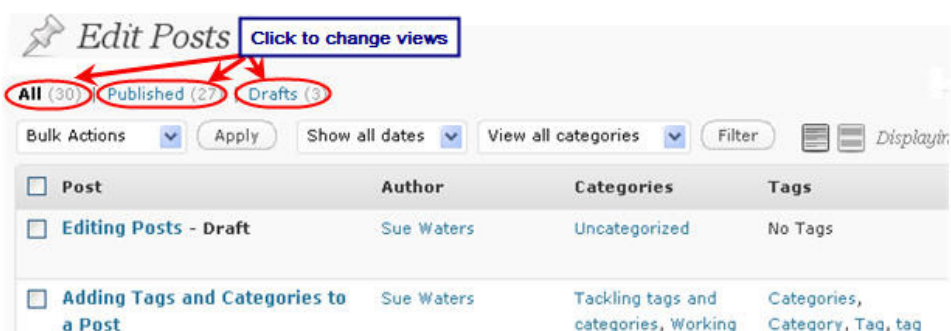 Edit Posts
Click to change views
All (30) | Published (27) | Drafts (3)
Bulk Actions Apply Show all dates View all categories Filter
Post Author Categories Tags
Editing Posts - Draft Sue Waters Uncategorized No Tags
Adding Tags and Categories to Sue Waters Tackling tags and Categories,
a Post categories, Working Category, Tag, tag